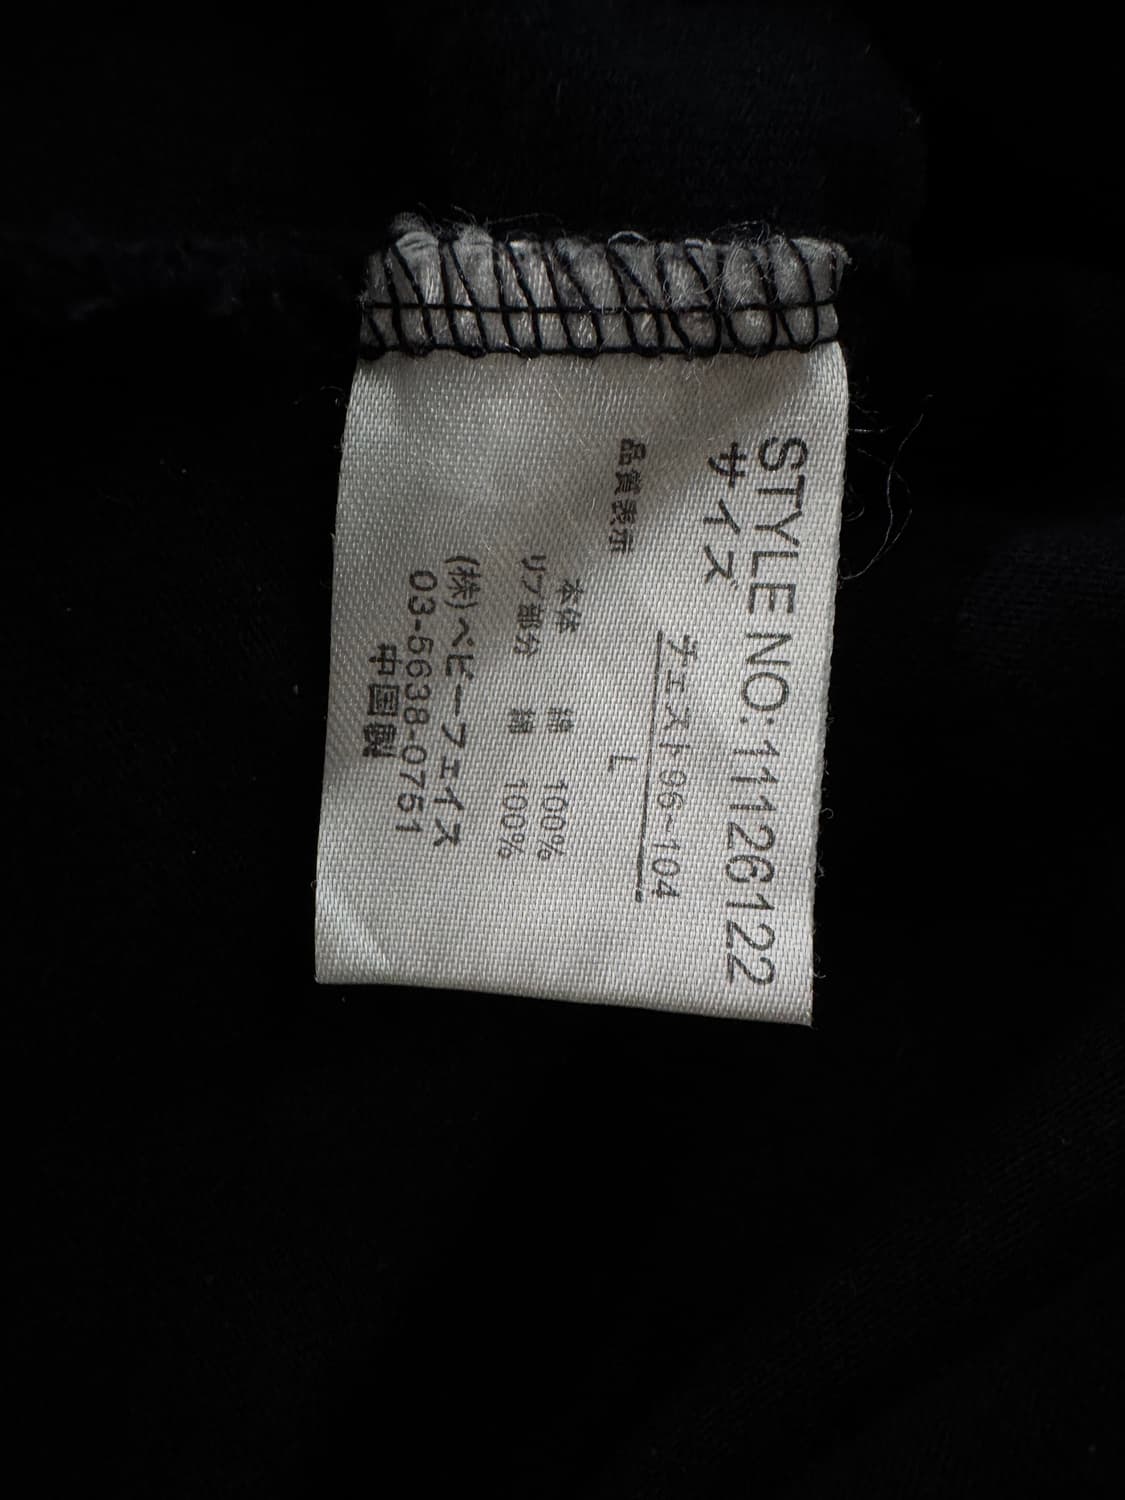 STYLE NO:11126122
サイズ
チェスト96~104
L
品質表示
本体 綿 100%
リブ部分 綿 100%
(株)ベビーフェイス
03-5638-0751
中国製